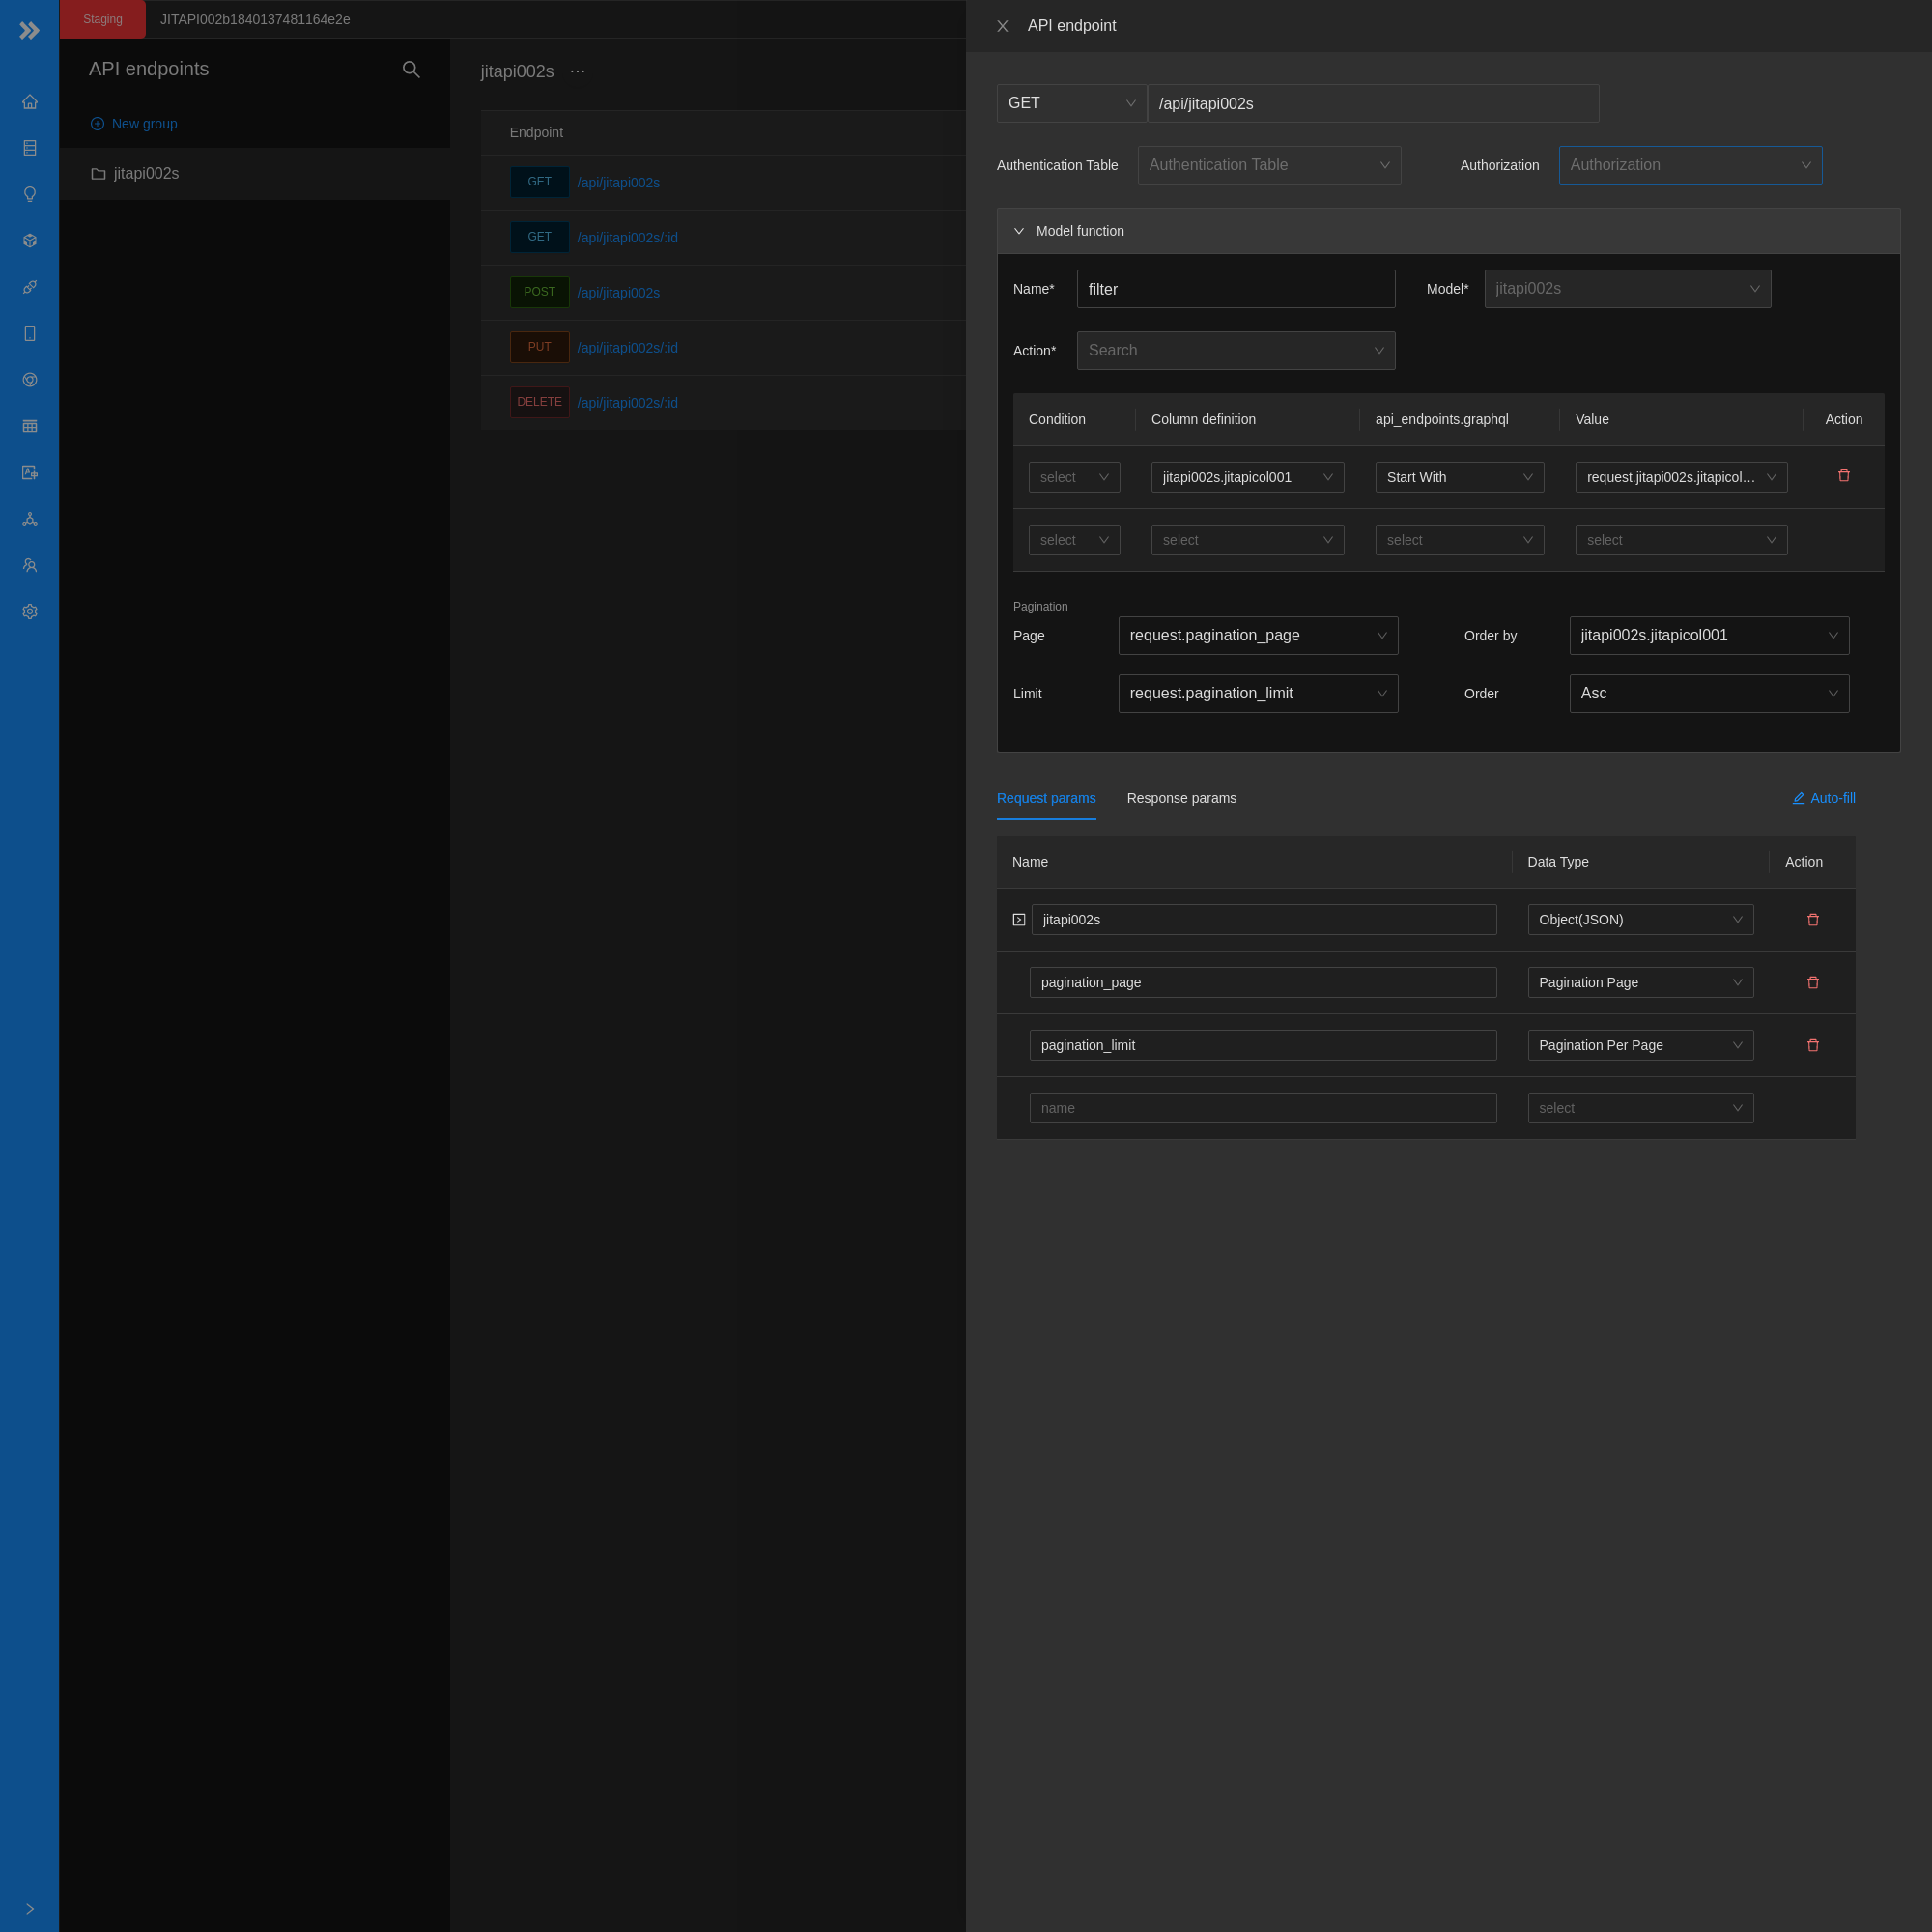 Staging JITAPI002b1840137481164e2e
API endpoints
New group
jitapi002s
jitapi002s ···
Endpoint
GET /api/jitapi002s
GET /api/jitapi002s/:id
POST /api/jitapi002s
PUT /api/jitapi002s/:id
DELETE /api/jitapi002s/:id
API endpoint
GET /api/jitapi002s
Authentication Table Authentication Table Authorization Authorization
Model function
Name* filter Model* jitapi002s
Action* Search
Condition Column definition api_endpoints.graphql Value Action
select jitapi002s.jitapicol001 Start With request.jitapi002s.jitapicol…
select select select select
Pagination
Page request.pagination_page Order by jitapi002s.jitapicol001
Limit request.pagination_limit Order Asc
Request params Response params Auto-fill
Name Data Type Action
jitapi002s Object(JSON)
pagination_page Pagination Page
pagination_limit Pagination Per Page
name select